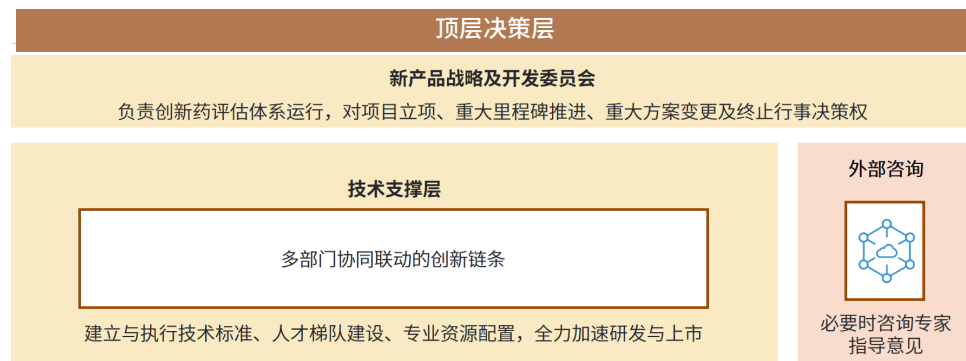 顶层决策层
新产品战略及开发委员会
负责创新药评估体系运行，对项目立项、重大里程碑推进、重大方案变更及终止行事决策权
技术支撑层
多部门协同联动的创新链条
建立与执行技术标准、人才梯队建设、专业资源配置，全力加速研发与上市
外部咨询
必要时咨询专家
指导意见